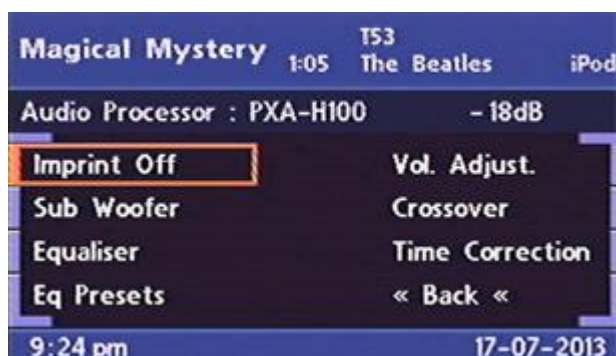 Magical Mystery 1:05 T53 The Beatles iPod
Audio Processor : PXA-H100 -18dB
Imprint Off
Sub Woofer
Equaliser
Eq Presets
Vol. Adjust.
Crossover
Time Correction
« Back «
9:24 pm 17-07-2013